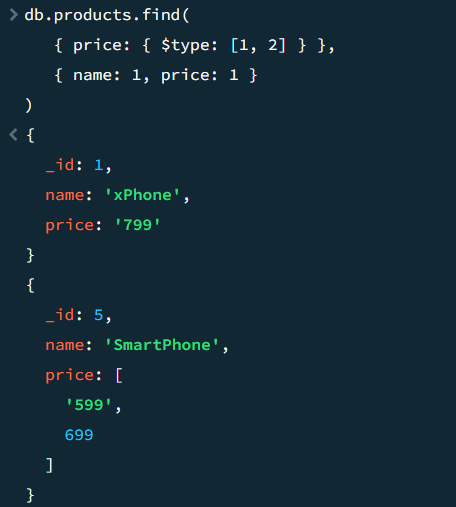 db.products.find(
{ price: { $type: [1, 2] } },
{ name: 1, price: 1 }
)
{
_id: 1,
name: 'xPhone',
price: '799'
}
{
_id: 5,
name: 'SmartPhone',
price: [
'599',
699
]
}